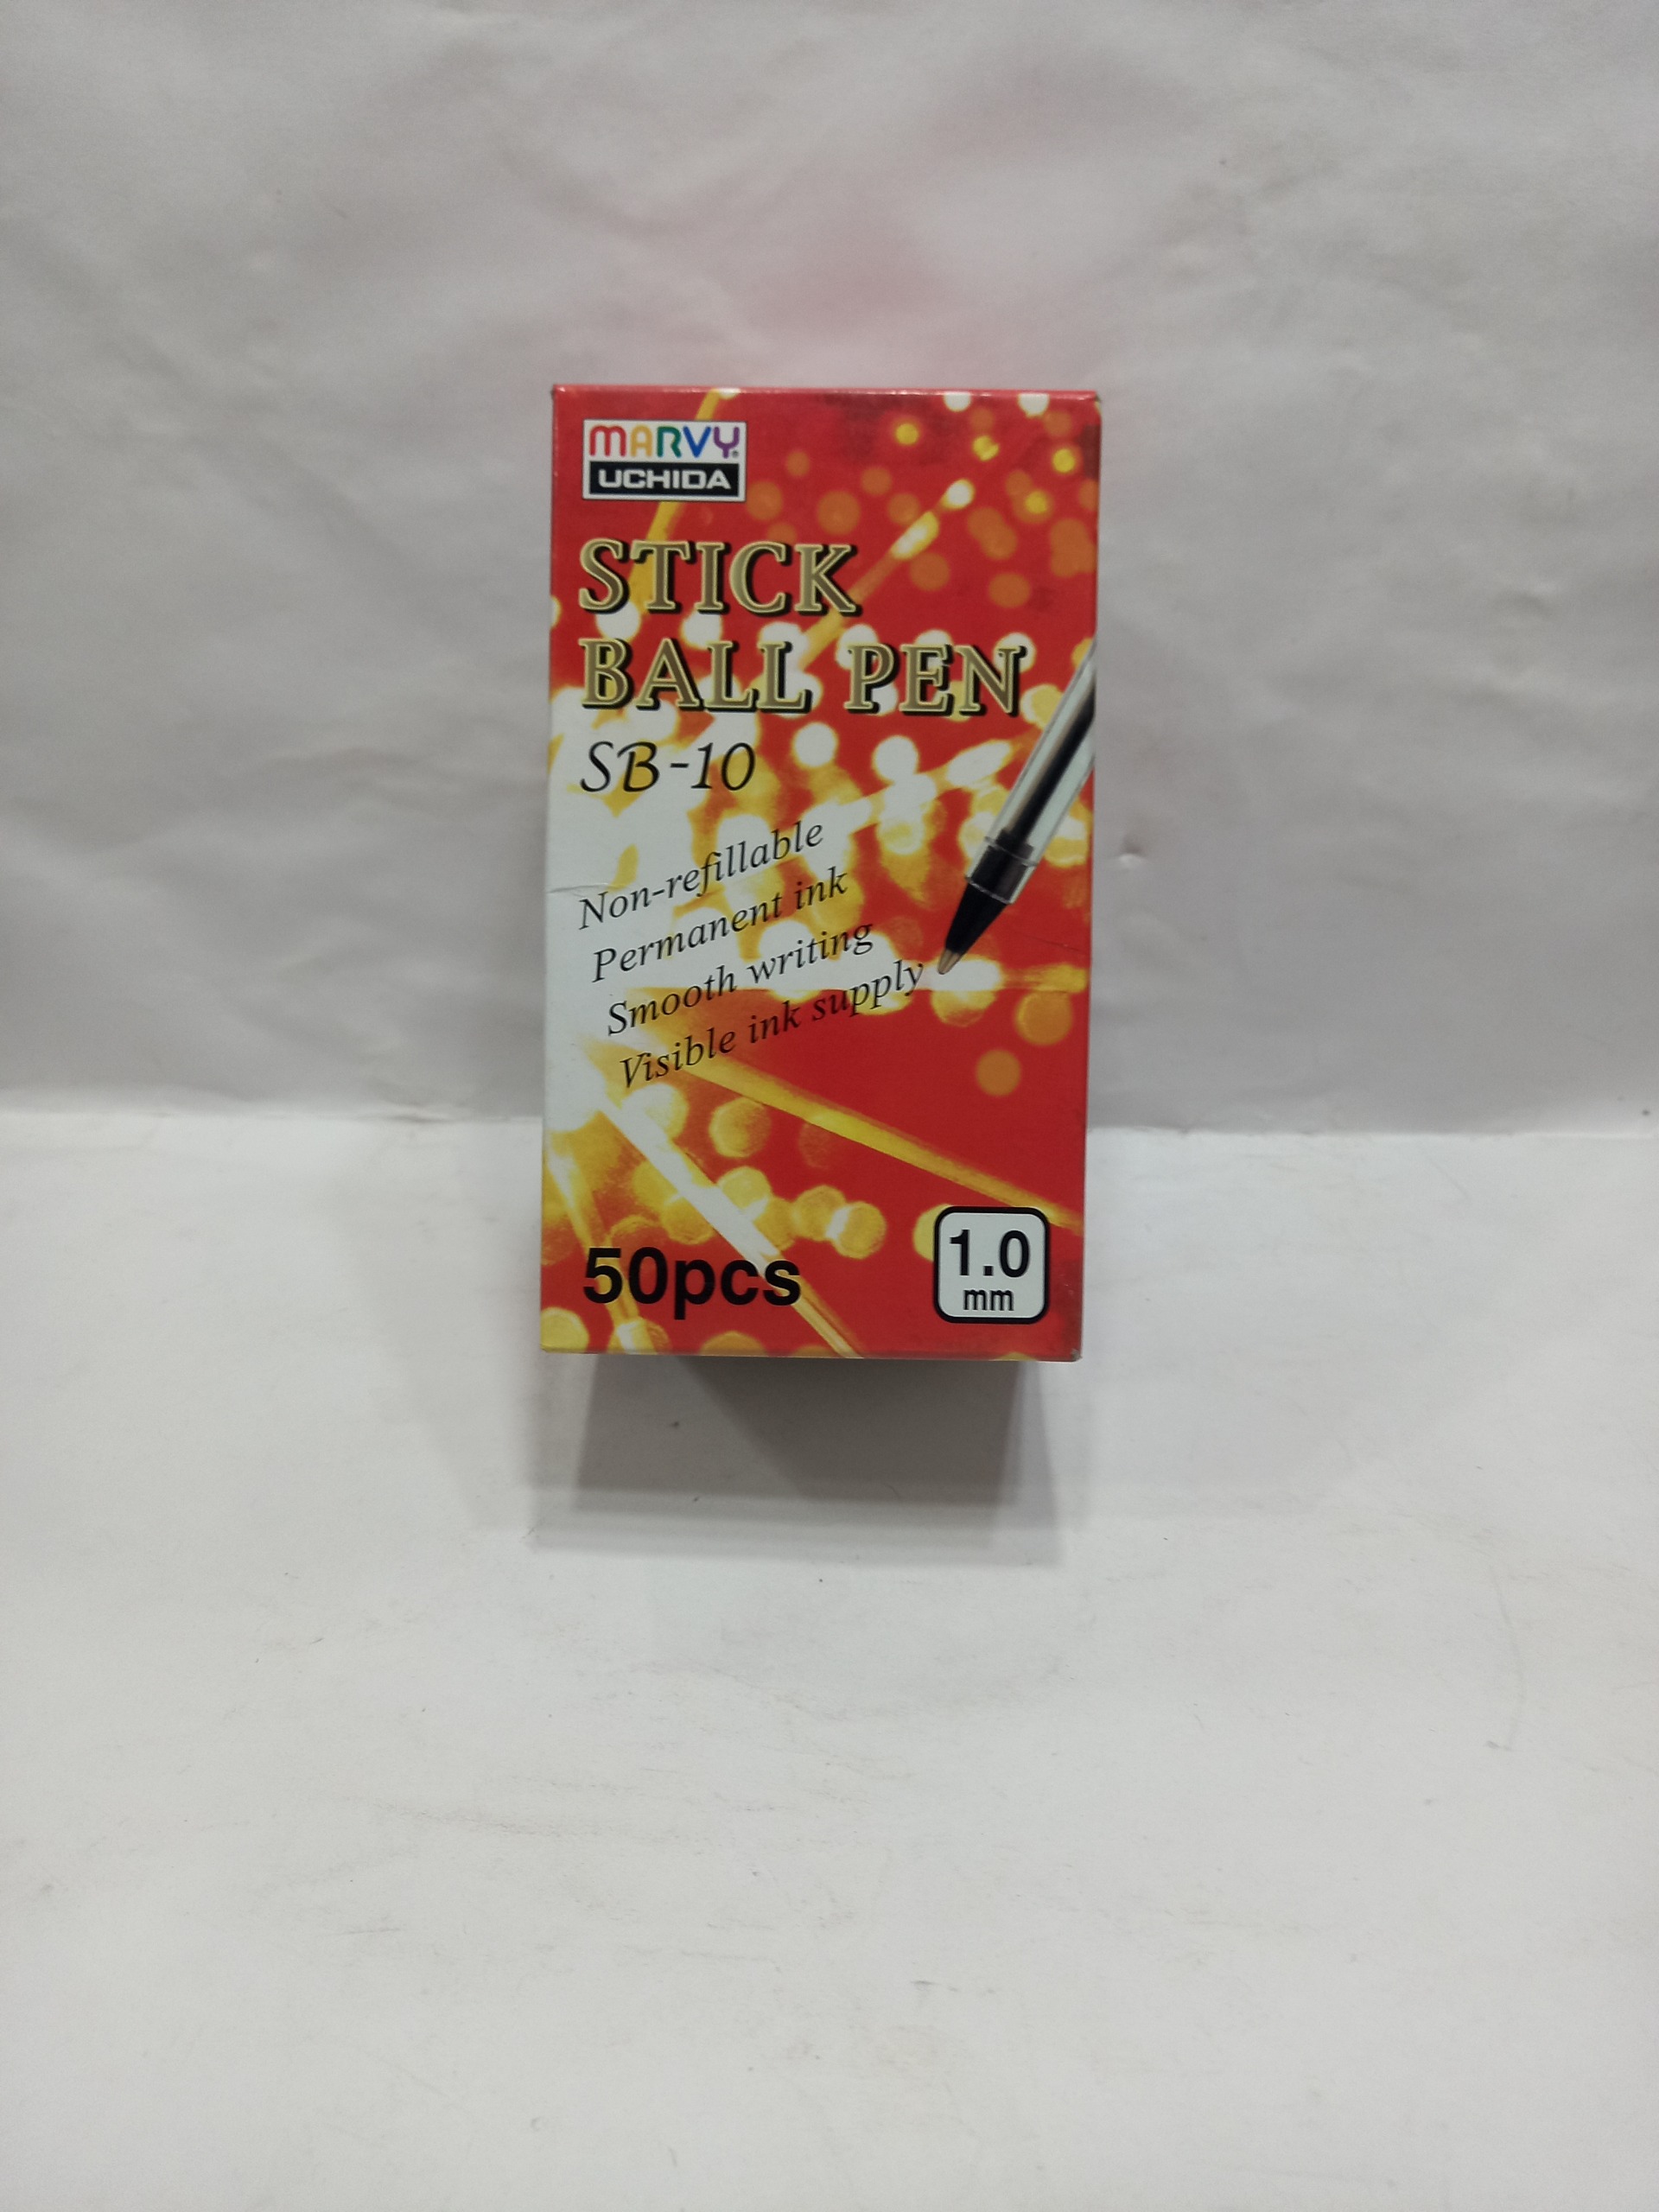 MARVY®
UCHIDA
STICK
BALL PEN
SB-10
Non-refillable
Permanent ink
Smooth writing
Visible ink supply
50pcs
1.0
mm